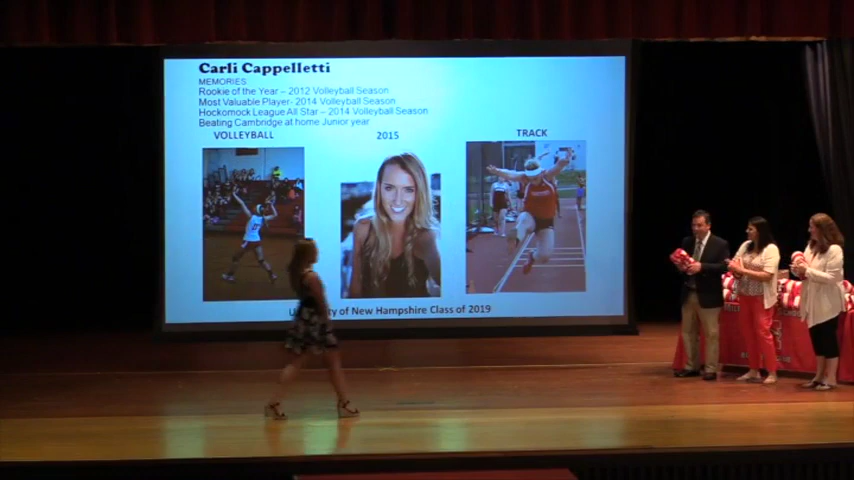 Carli Cappelletti
MEMORIES
Rookie of the Year – 2012 Volleyball Season
Most Valuable Player- 2014 Volleyball Season
Hockomock League All Star – 2014 Volleyball Season
Beating Cambridge at home Junior year
VOLLEYBALL 2015 TRACK
of New Hampshire Class of 2019